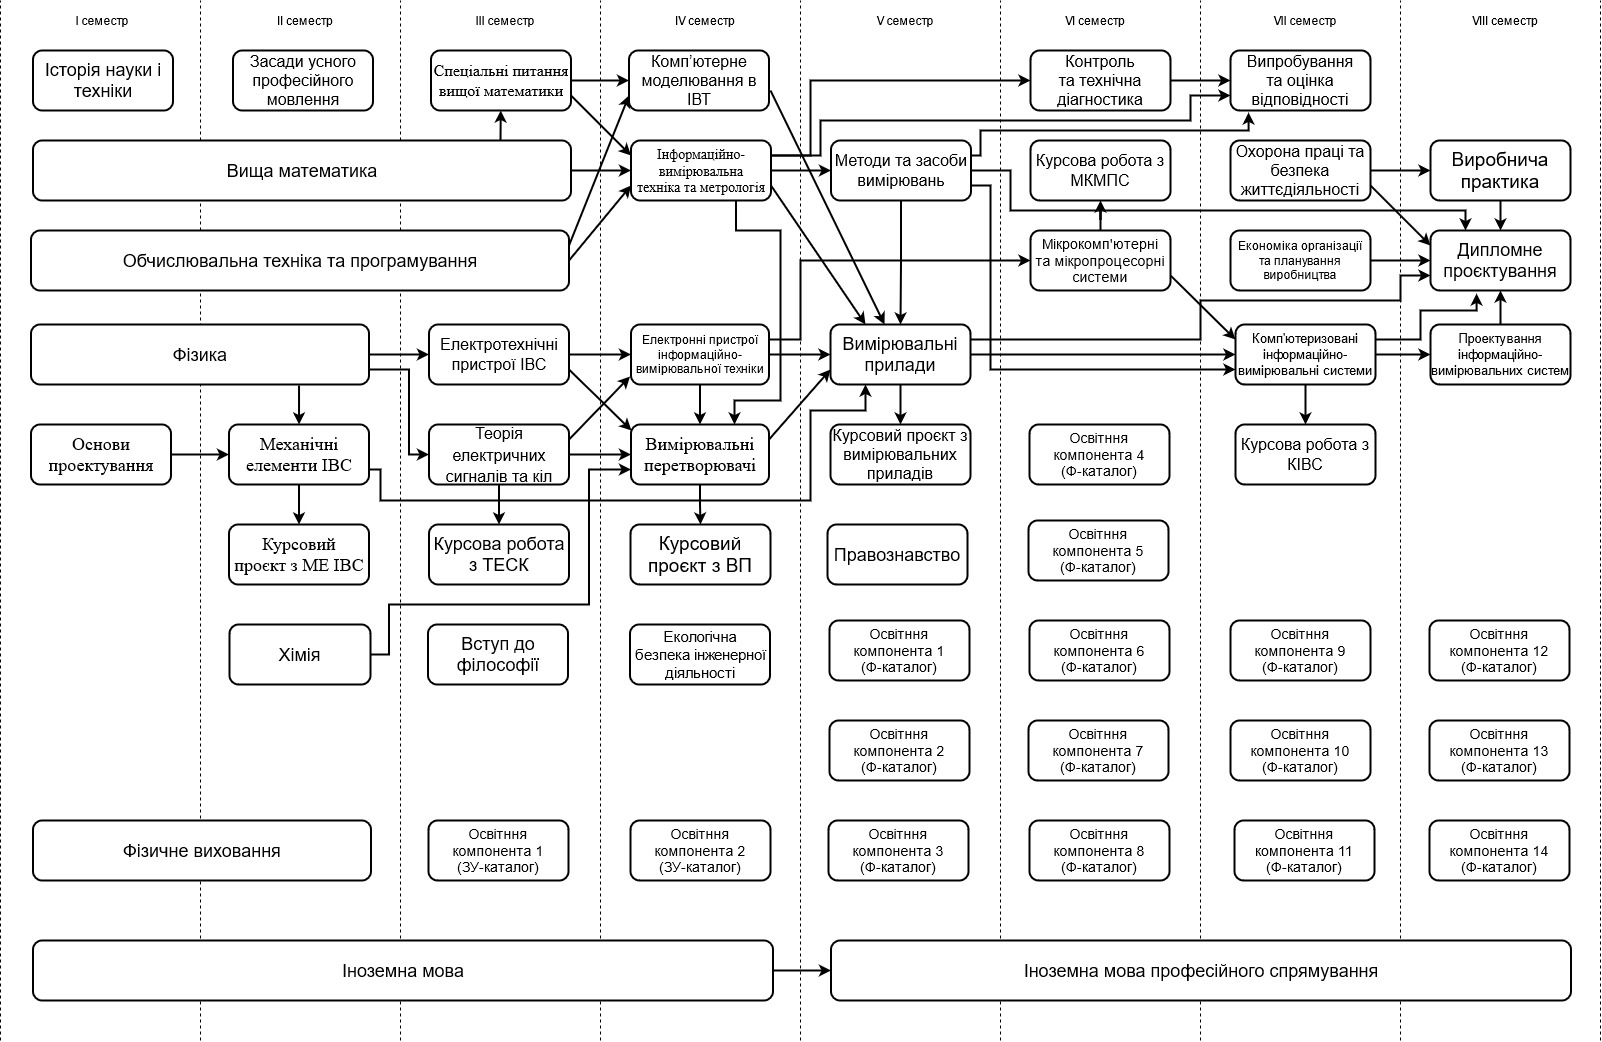 I семестр
II семестр
III семестр
IV семестр
V семестр
VI семестр
VII семестр
VIII семестр
Історія науки і
техніки
Засади усного
професійного
мовлення
Спеціальні питання
вищої математики
Комп’ютерне
моделювання в
ІВТ
Контроль
та технічна
діагностика
Випробування
та оцінка
відповідності
Вища математика
Інформаційно-
вимірювальна
техніка та метрологія
Методи та засоби
вимірювань
Курсова робота з
МКМПС
Охорона праці та
безпека
життєдіяльності
Виробнича
практика
Обчислювальна техніка та програмування
Мікрокомп'ютерні
та мікропроцесорні
системи
Економіка організації
та планування
виробництва
Дипломне
проєктування
Фізика
Електротехнічні
пристрої ІВС
Електронні пристрої
інформаційно-
вимірювальної техніки
Вимірювальні
прилади
Комп'ютеризовані
інформаційно-
вимірювальні системи
Проектування
інформаційно-
вимірювальних систем
Основи
проектування
Механічні
елементи ІВС
Теорія
електричних
сигналів та кіл
Вимірювальні
перетворювачі
Курсовий проєкт з
вимірювальних
приладів
Освітння
компонента 4
(Ф-каталог)
Курсова робота з
КІВС
Курсовий
проєкт з МЕ ІВС
Курсова робота
з ТЕСК
Курсовий
проєкт з ВП
Правознавство
Освітння
компонента 5
(Ф-каталог)
Хімія
Вступ до
філософії
Екологічна
безпека інженерної
діяльності
Освітння
компонента 1
(Ф-каталог)
Освітння
компонента 6
(Ф-каталог)
Освітння
компонента 9
(Ф-каталог)
Освітння
компонента 12
(Ф-каталог)
Освітння
компонента 2
(Ф-каталог)
Освітння
компонента 7
(Ф-каталог)
Освітння
компонента 10
(Ф-каталог)
Освітння
компонента 13
(Ф-каталог)
Фізичне виховання
Освітння
компонента 1
(ЗУ-каталог)
Освітння
компонента 2
(ЗУ-каталог)
Освітння
компонента 3
(Ф-каталог)
Освітння
компонента 8
(Ф-каталог)
Освітння
компонента 11
(Ф-каталог)
Освітння
компонента 14
(Ф-каталог)
Іноземна мова
Іноземна мова професійного спрямування